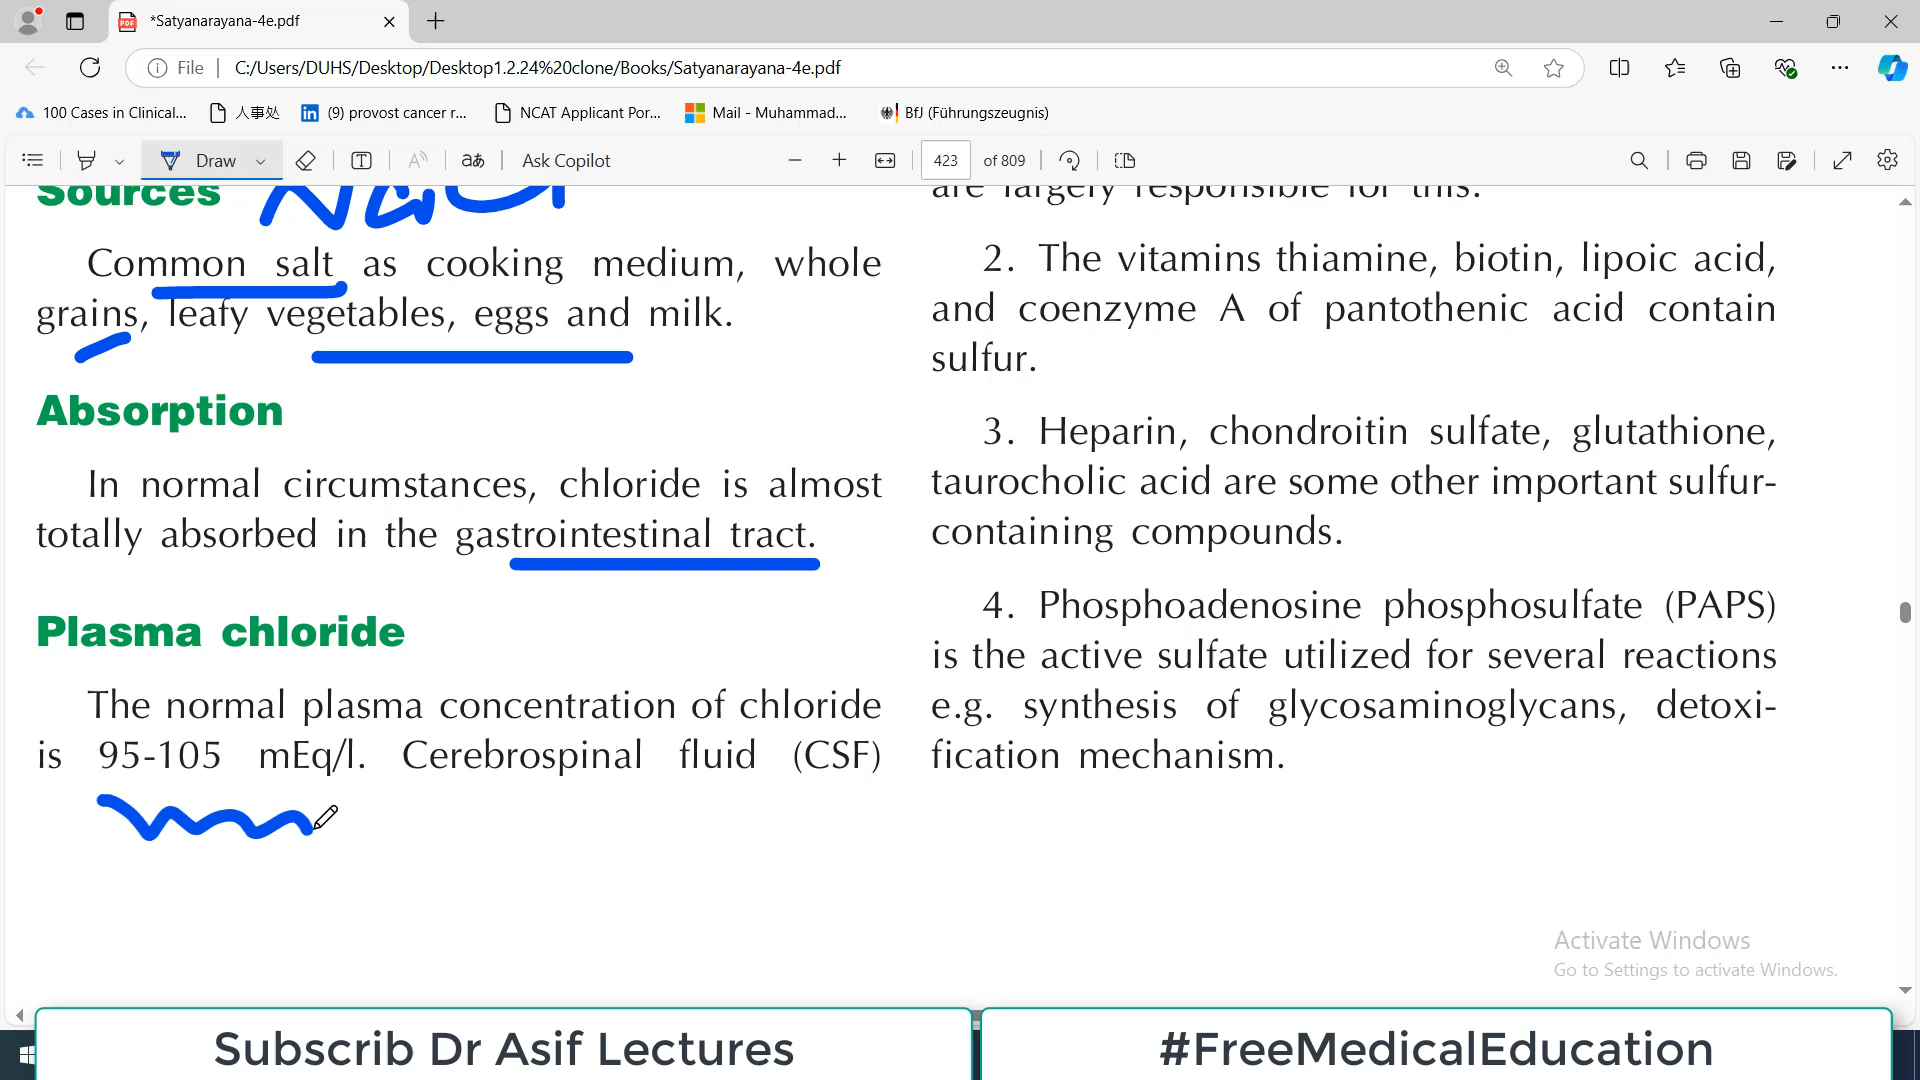 *Satyanarayana-4e.pdf
File
C:/Users/DUHS/Desktop/Desktop1.2.24%20clone/Books/Satyanarayana-4e.pdf
100 Cases in Clinical...
人事处
(9) provost cancer r...
NCAT Applicant Por...
Mail - Muhammad...
BfJ (Führungszeugnis)
Draw
Ask Copilot
423 of 809
Sources NaCl
Common salt as cooking medium, whole
grains, leafy vegetables, eggs and milk.
Absorption
In normal circumstances, chloride is almost
totally absorbed in the gastrointestinal tract.
Plasma chloride
The normal plasma concentration of chloride
is 95-105 mEq/l. Cerebrospinal fluid (CSF)
are largely responsible for this.
2. The vitamins thiamine, biotin, lipoic acid,
and coenzyme A of pantothenic acid contain
sulfur.
3. Heparin, chondroitin sulfate, glutathione,
taurocholic acid are some other important sulfur-
containing compounds.
4. Phosphoadenosine phosphosulfate (PAPS)
is the active sulfate utilized for several reactions
e.g. synthesis of glycosaminoglycans, detoxi-
fication mechanism.
Activate Windows
Go to Settings to activate Windows.
Subscrib Dr Asif Lectures
#FreeMedicalEducation